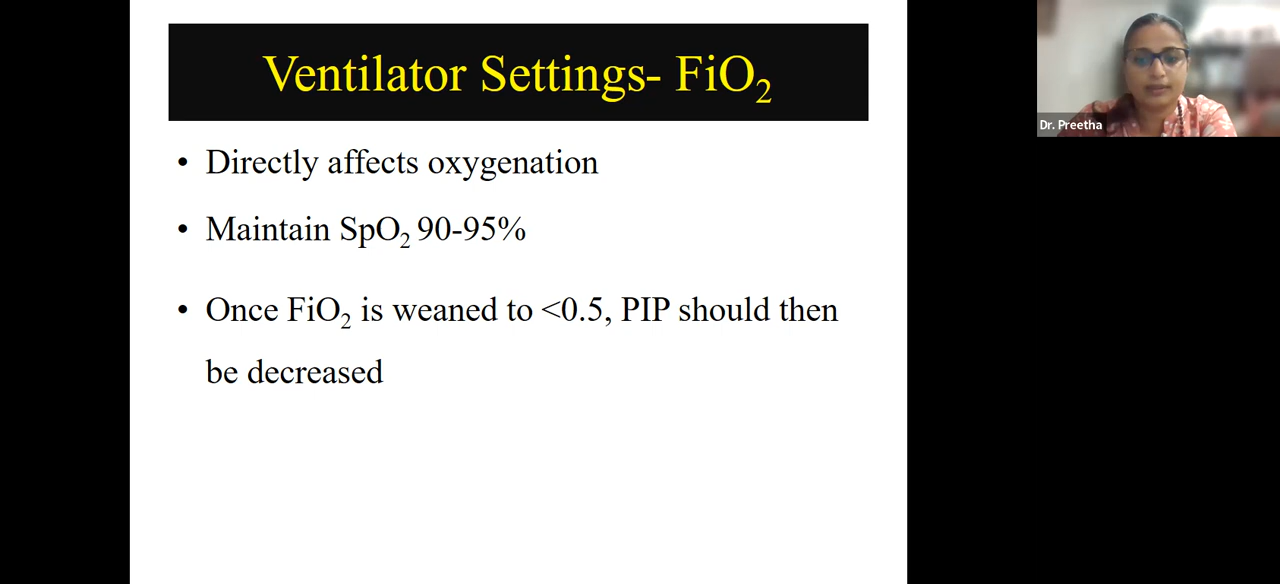 Ventilator Settings- FiO₂
• Directly affects oxygenation
• Maintain SpO₂ 90-95%
• Once FiO₂ is weaned to <0.5, PIP should then
be decreased
Dr. Preetha